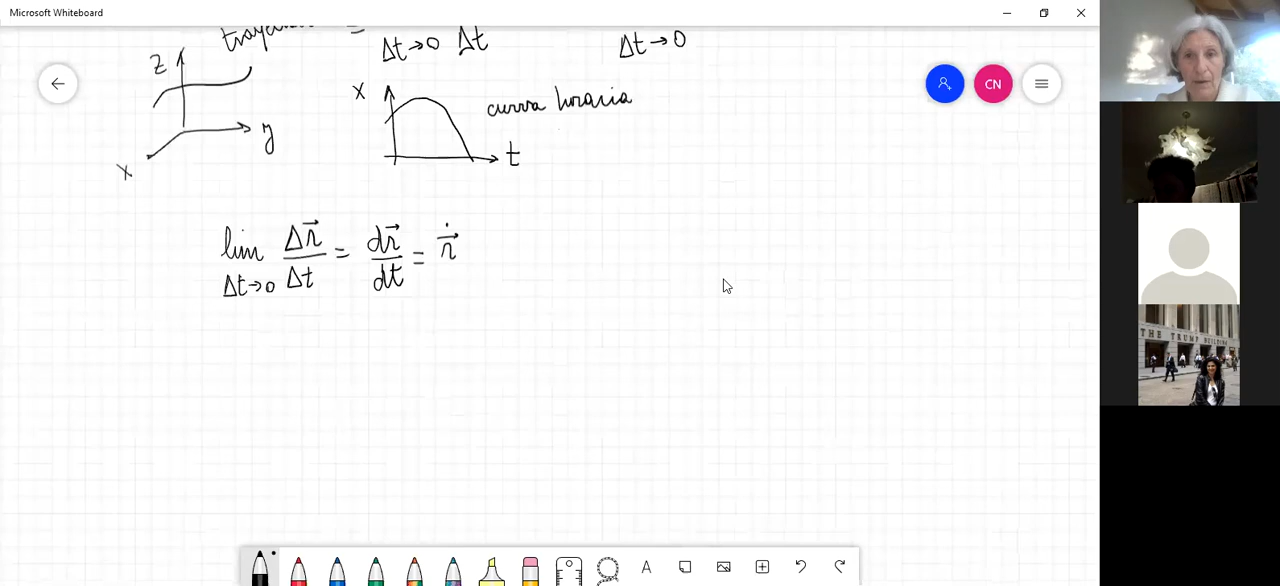 Microsoft Whiteboard
Δt→0 Δt
Δt→0
z
y
x
x
t
curva horaria
CN
lim Δr⃗/Δt = dr⃗/dt = ṙ⃗
Δt→0
A
THE TRUMP BUILDING